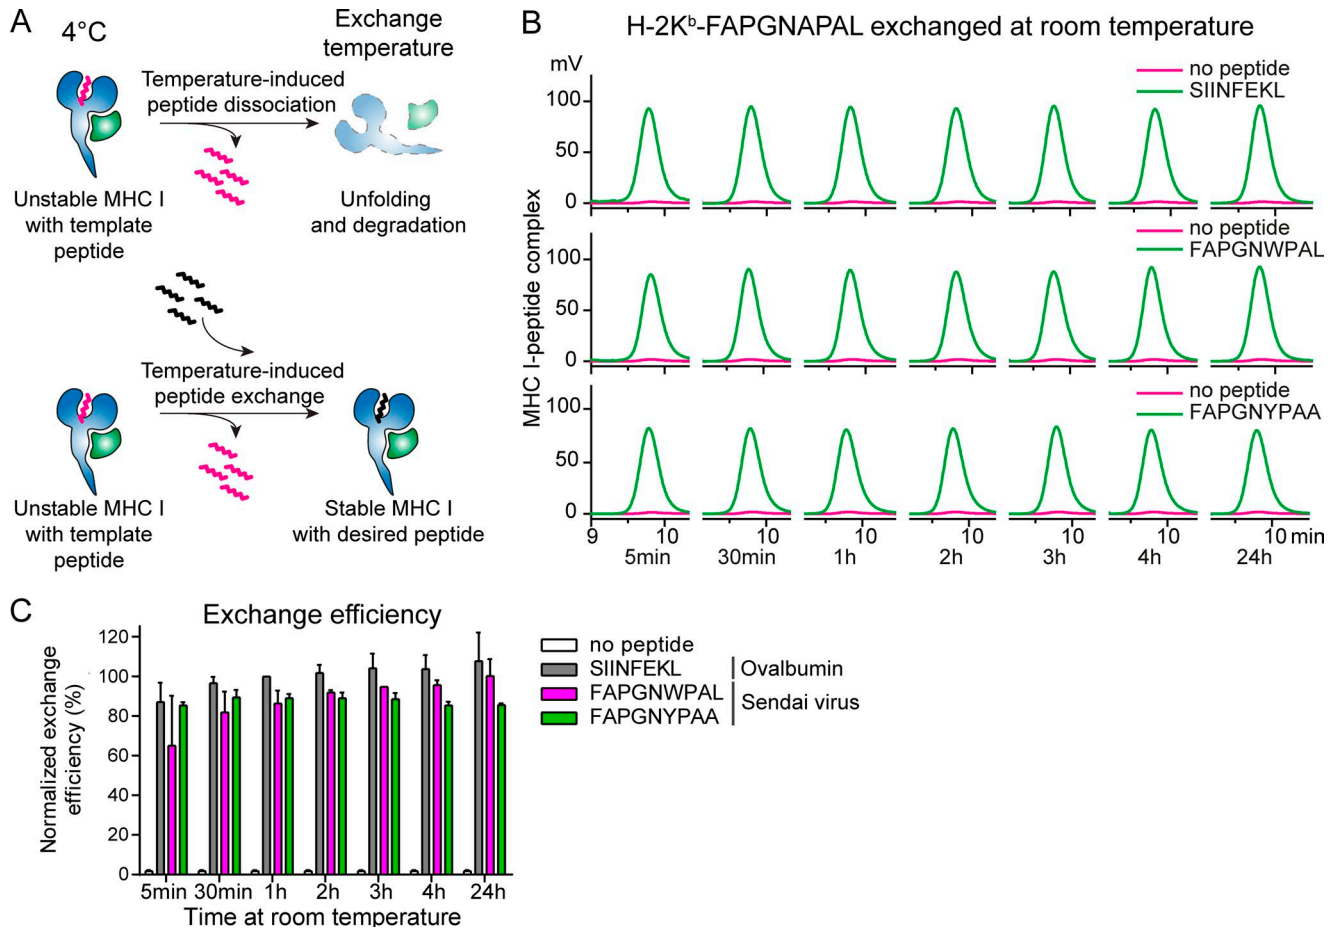 A
4°C
Exchange
temperature
Temperature-induced
peptide dissociation
Unstable MHC I
with template
peptide
Unfolding
and degradation
Temperature-induced
peptide exchange
Unstable MHC I
with template
peptide
Stable MHC I
with desired peptide
B
H-2Kᵇ-FAPGNAPAL exchanged at room temperature
mV
MHC I-peptide complex
no peptide
SIINFEKL
100
50
0
no peptide
FAPGNWPAL
100
50
0
no peptide
FAPGNYPAA
100
50
0
9 10 10 10 10 10 10 10 min
5min 30min 1h 2h 3h 4h 24h
C
Exchange efficiency
Normalized exchange
efficiency (%)
120
100
80
60
40
20
0
5min 30min 1h 2h 3h 4h 24h
Time at room temperature
no peptide
SIINFEKL
Ovalbumin
FAPGNWPAL
FAPGNYPAA
Sendai virus